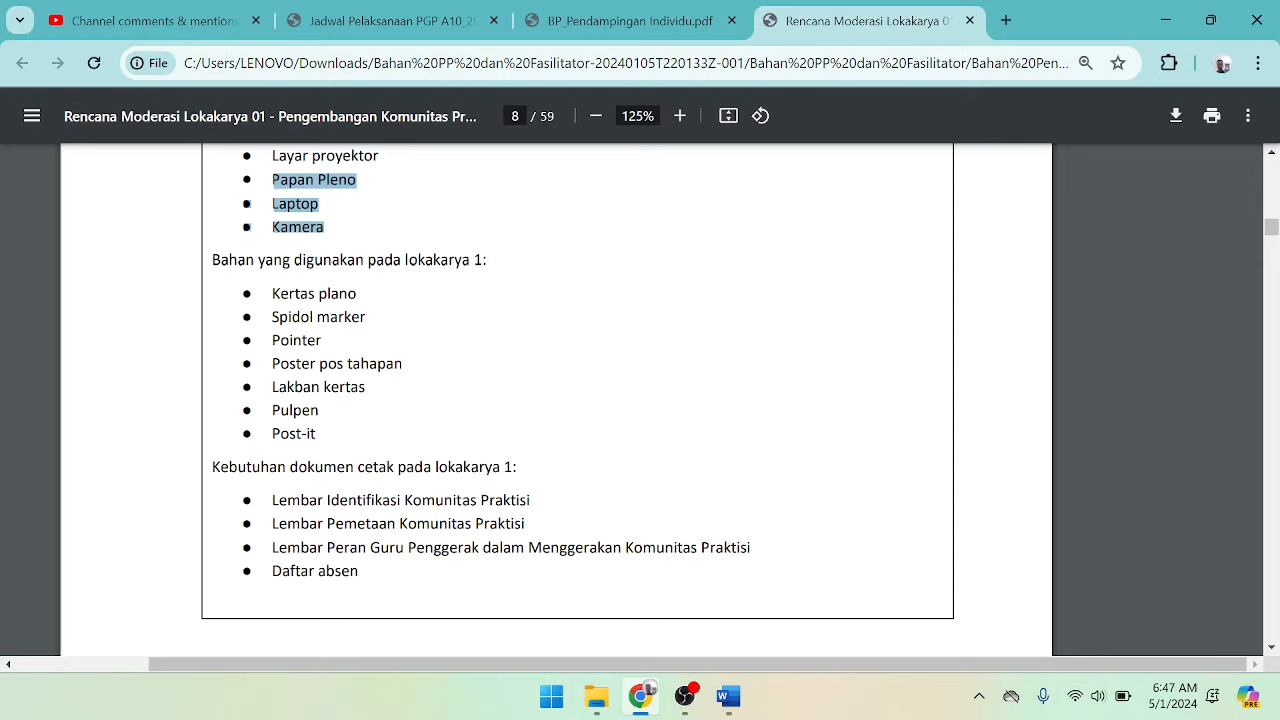 Channel comments & mentions
Jadwal Pelaksanaan PGP A10_2
BP_Pendampingan Individu.pdf
Rencana Moderasi Lokakarya 0
File
C:/Users/LENOVO/Downloads/Bahan%20PP%20dan%20Fasilitator-20240105T220133Z-001/Bahan%20PP%20dan%20Fasilitator/Bahan%20Pen...
Rencana Moderasi Lokakarya 01 - Pengembangan Komunitas Pr...
8 / 59
125%
Layar proyektor
Papan Pleno
Laptop
Kamera
Bahan yang digunakan pada lokakarya 1:
Kertas plano
Spidol marker
Pointer
Poster pos tahapan
Lakban kertas
Pulpen
Post-it
Kebutuhan dokumen cetak pada lokakarya 1:
Lembar Identifikasi Komunitas Praktisi
Lembar Pemetaan Komunitas Praktisi
Lembar Peran Guru Penggerak dalam Menggerakan Komunitas Praktisi
Daftar absen
6:47 AM
5/1/2024
PRE